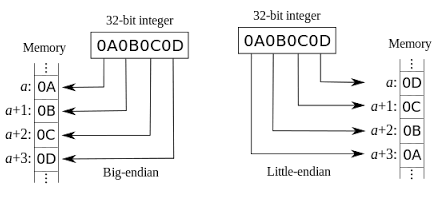 32-bit integer
0A0B0C0D
Memory
a: 0A
a+1: 0B
a+2: 0C
a+3: 0D
Big-endian
32-bit integer
0A0B0C0D
Memory
a: 0D
a+1: 0C
a+2: 0B
a+3: 0A
Little-endian